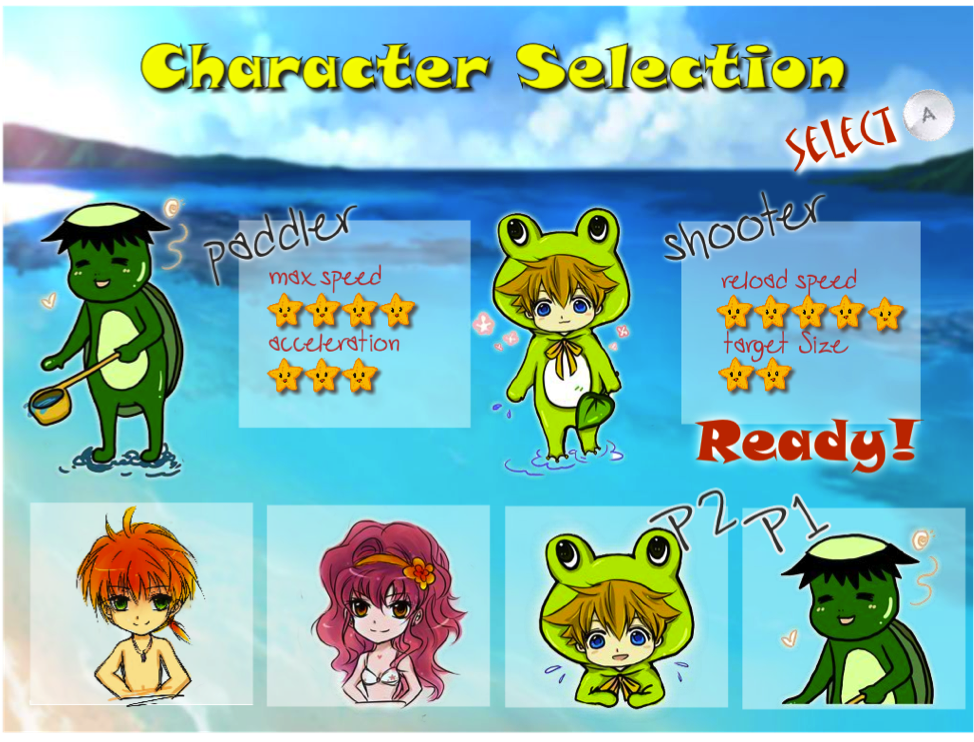 Character Selection
SELECT A
paddler
max speed
acceleration
shooter
reload speed
target Size
Ready!
P2
P1